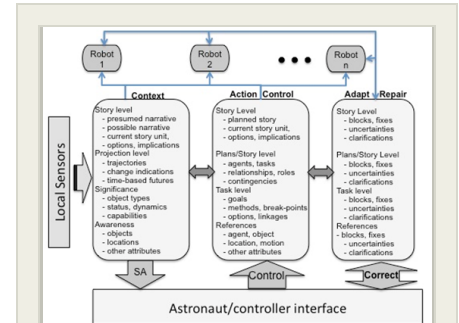 Robot
1
Robot
2
Robot
n
Context
Action Control
Adapt Repair
Local Sensors
Story level
- presumed narrative
- possible narrative
- current story unit,
- options, implications
Projection level
- trajectories
- change indications
- time-based futures
Significance
- object types
- status, dynamics
- capabilities
Awareness
- objects
- locations
- other attributes
Story Level
- planned story
- current story unit,
- options, implications
Plans/Story level
- agents, tasks
- relationships, roles
- contingencies
Task level
- goals
- methods, break-points
- options, linkages
References
- agent, object
- location, motion
- other attributes
Story Level
- blocks, fixes
- uncertainties
- clarifications
Plans/Story Level
- blocks, fixes
- uncertainties
- clarifications
Task level
- blocks, fixes
- uncertainties
- clarifications
References
- blocks, fixes
- uncertainties
- clarifications
SA
Control
Correct
Astronaut/controller interface